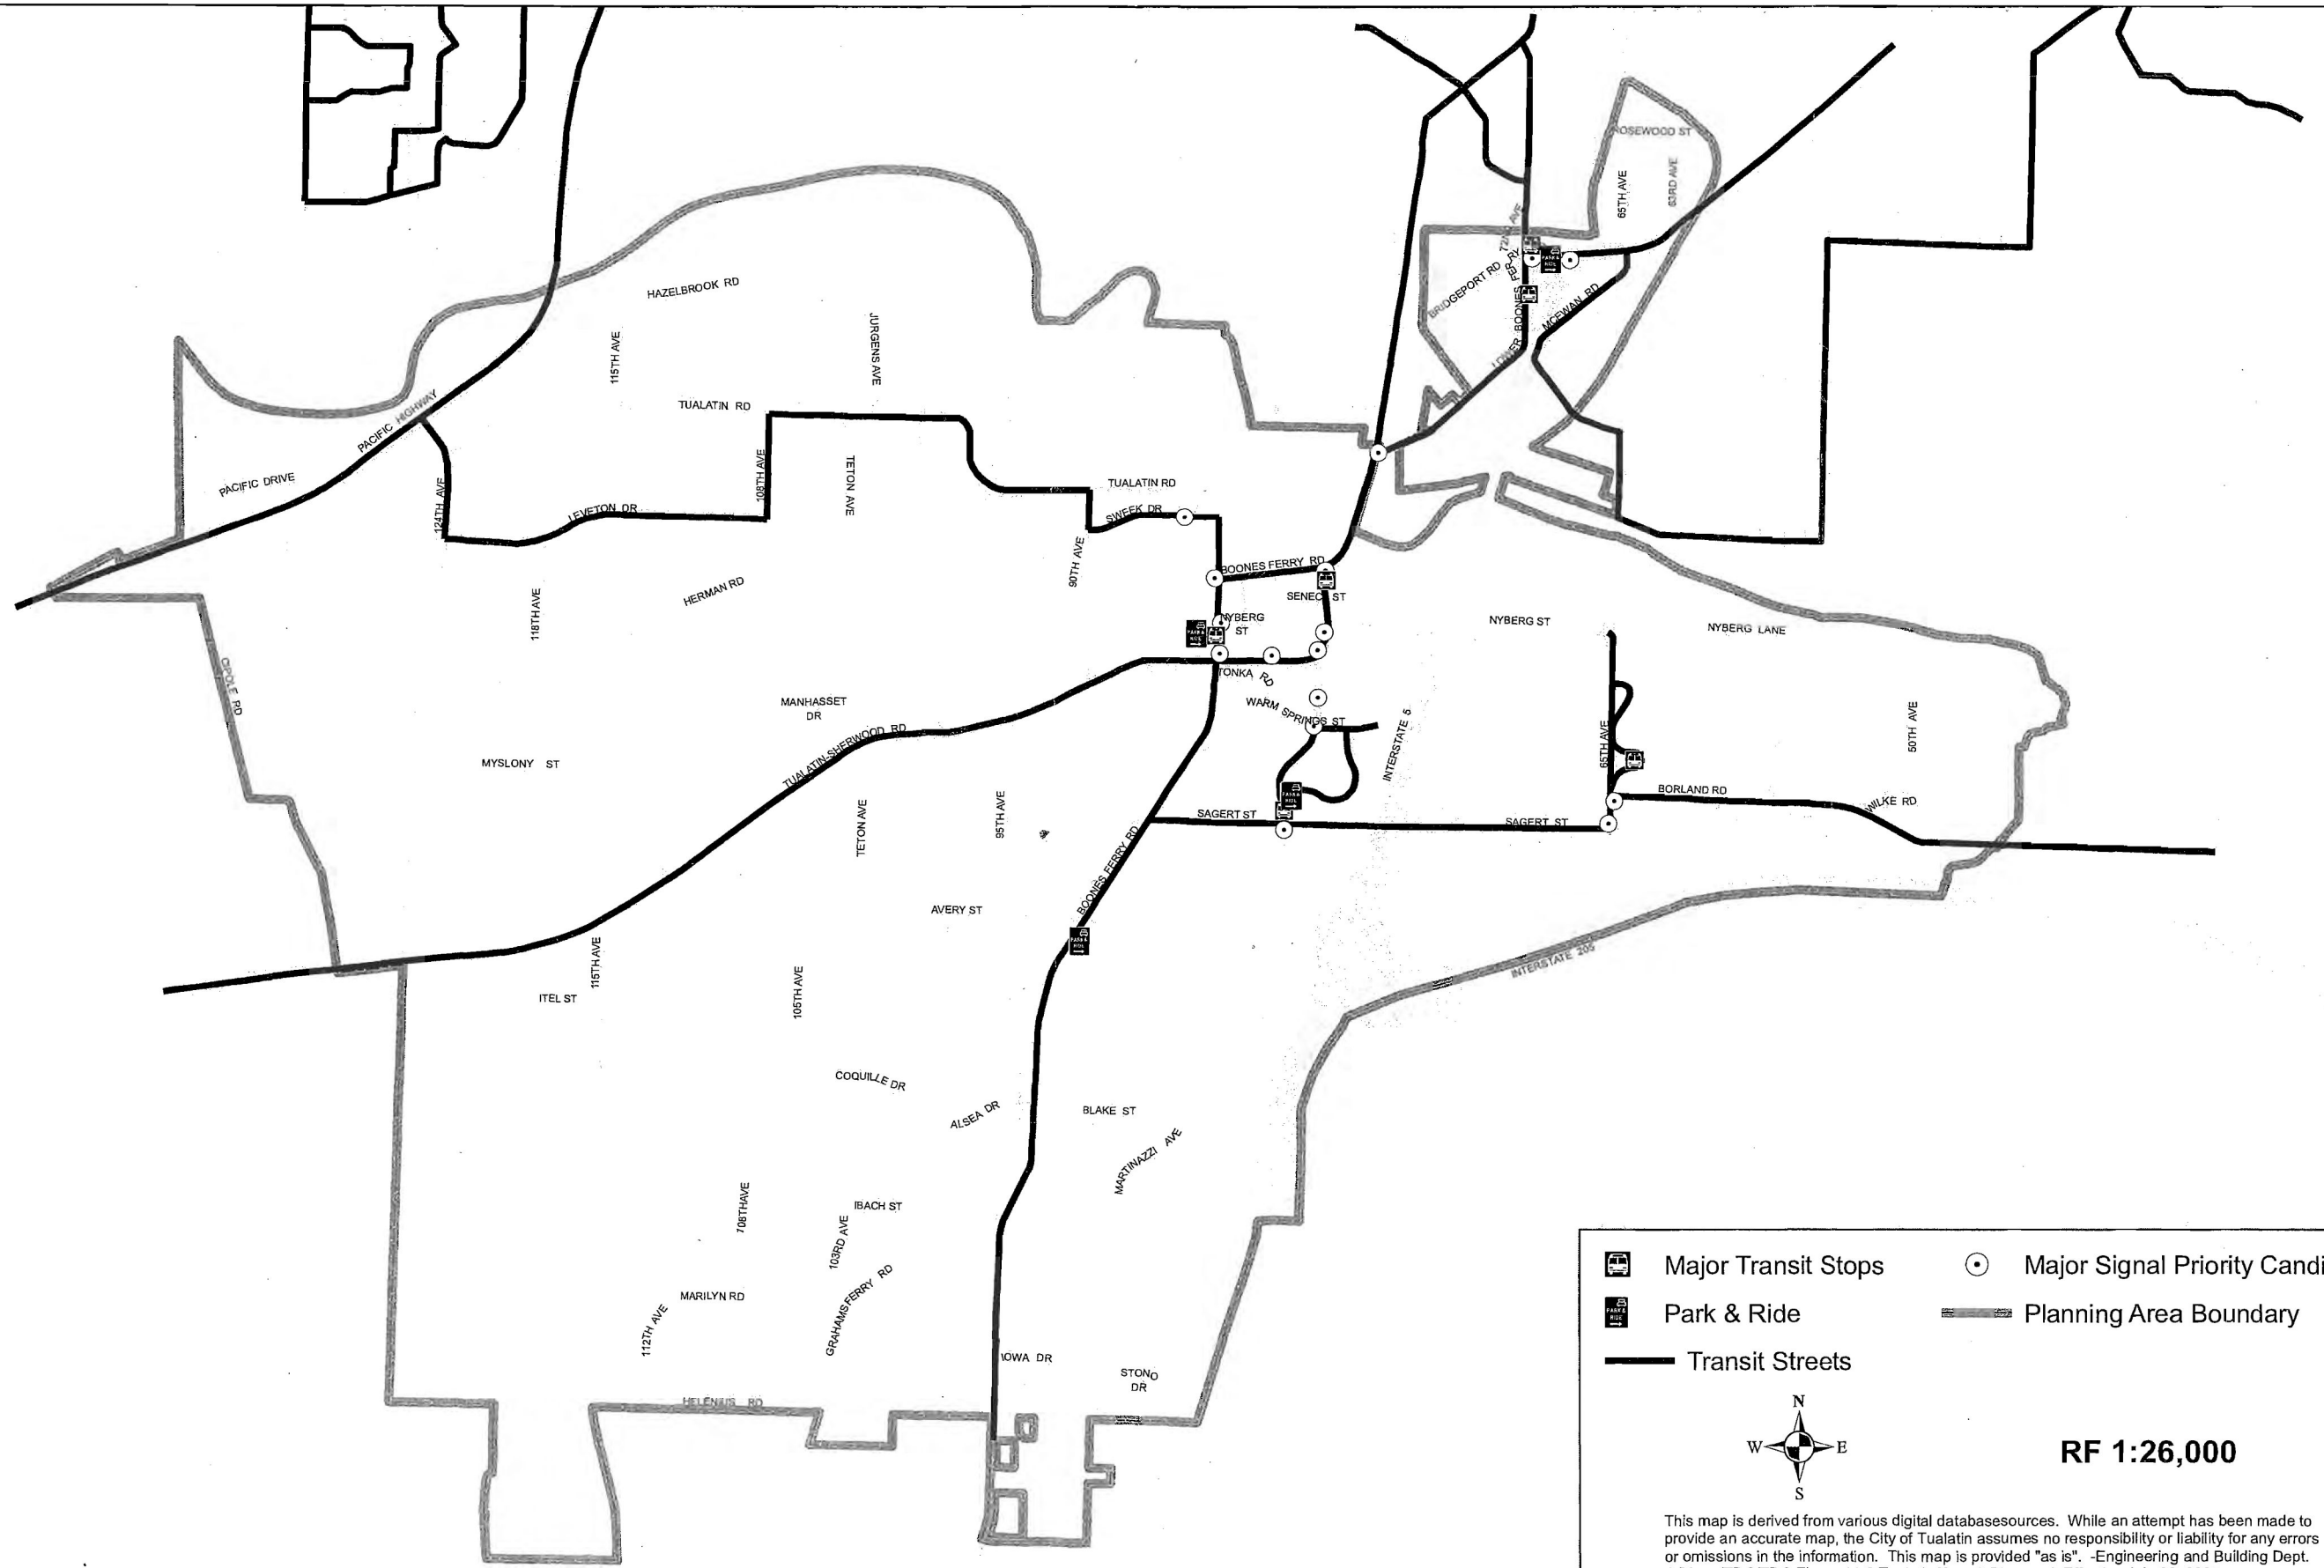 ROSEWOOD ST
65TH AVE
63RD AVE
72ND AVE
BRIDGEPORT RD
LOWER BOONES FERRY
MCEWAN RD
HAZELBROOK RD
115TH AVE
JURGENS AVE
TUALATIN RD
PACIFIC HIGHWAY
PACIFIC DRIVE
124TH AVE
LEVETON DR
108TH AVE
TETON AVE
TUALATIN RD
SWEEK DR
90TH AVE
BOONES FERRY RD
SENECA ST
HERMAN RD
118TH AVE
NYBERG
ST
NYBERG ST
NYBERG LANE
CIPOLE RD
TONKA RD
WARM SPRINGS ST
INTERSTATE 5
MANHASSET
DR
TUALATIN-SHERWOOD RD
MYSLONY ST
65TH AVE
50TH AVE
BORLAND RD
WILKE RD
SAGERT ST
SAGERT ST
TETON AVE
95TH AVE
BOONES FERRY RD
AVERY ST
115TH AVE
105TH AVE
ITEL ST
INTERSTATE 205
COQUILLE DR
ALSEA DR
BLAKE ST
MARTINAZZI AVE
108TH AVE
IBACH ST
103RD AVE
GRAHAMS FERRY RD
MARILYN RD
112TH AVE
IOWA DR
STONO
DR
HELENIUS RD
Major Transit Stops
Major Signal Priority Candi
PARK &
RIDE
Park & Ride
Planning Area Boundary
Transit Streets
N
W E
S
RF 1:26,000
This map is derived from various digital databasesources. While an attempt has been made to
provide an accurate map, the City of Tualatin assumes no responsibility or liability for any errors
or omissions in the information. This map is provided "as is". -Engineering and Building Dept.